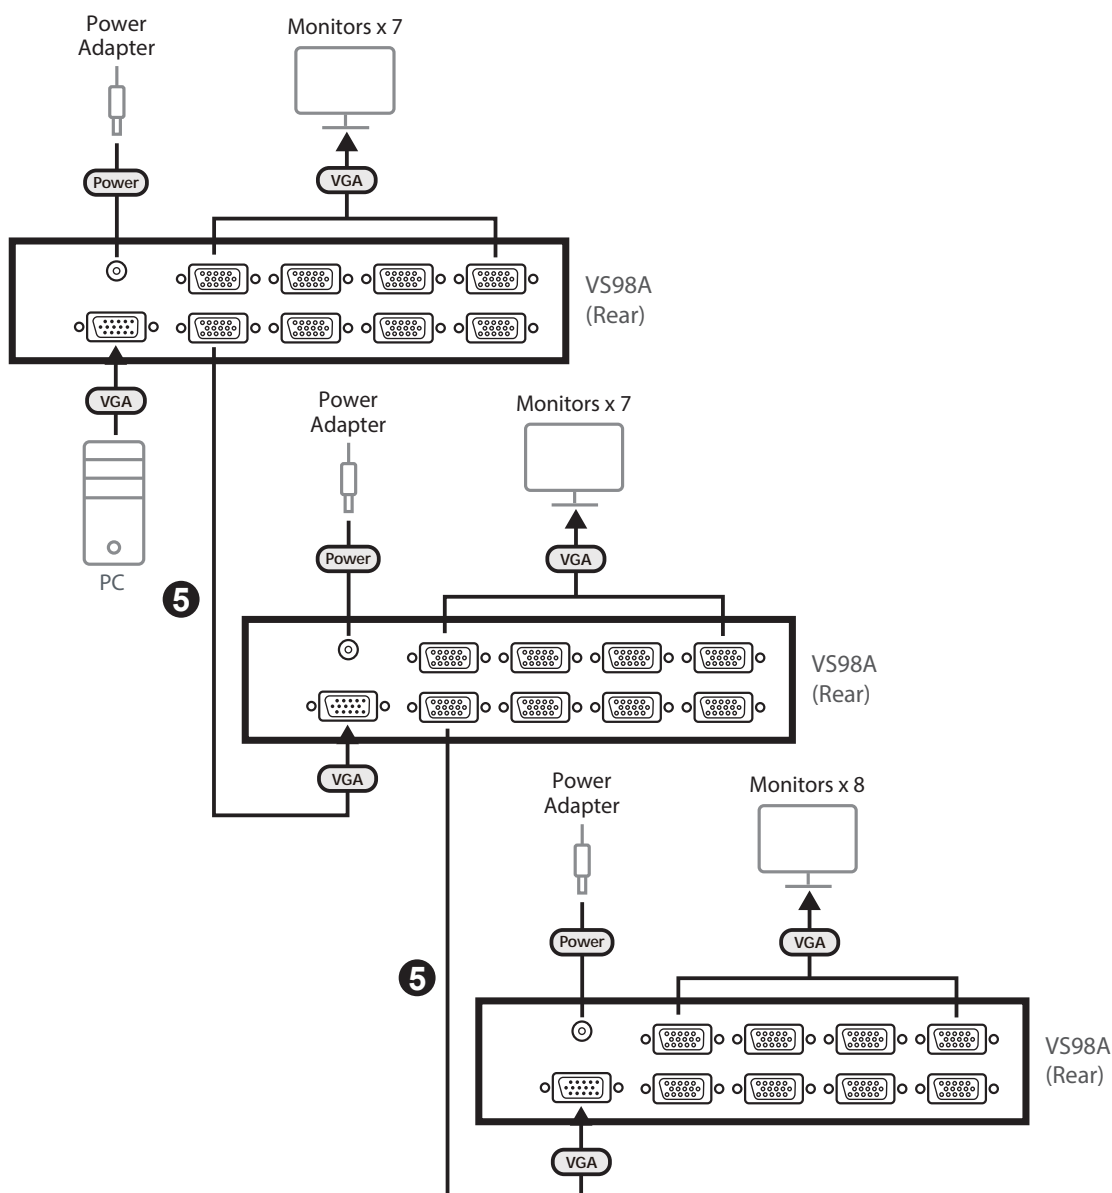 Power
Adapter
Monitors x 7
Power
VGA
VS98A
(Rear)
VGA
PC
Power
Adapter
Monitors x 7
Power
VGA
5
VS98A
(Rear)
VGA
Power
Adapter
Monitors x 8
Power
VGA
5
VS98A
(Rear)
VGA